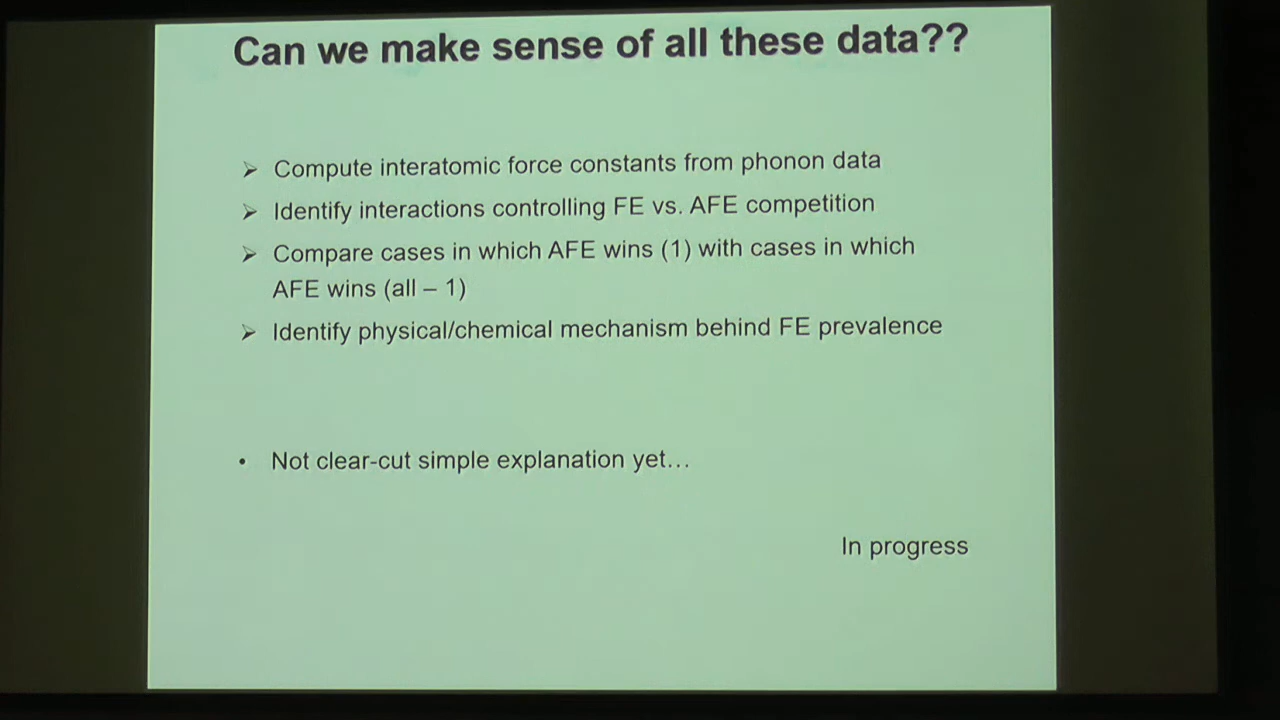 Can we make sense of all these data??
➢ Compute interatomic force constants from phonon data
➢ Identify interactions controlling FE vs. AFE competition
➢ Compare cases in which AFE wins (1) with cases in which
AFE wins (all – 1)
➢ Identify physical/chemical mechanism behind FE prevalence
• Not clear-cut simple explanation yet…
In progress